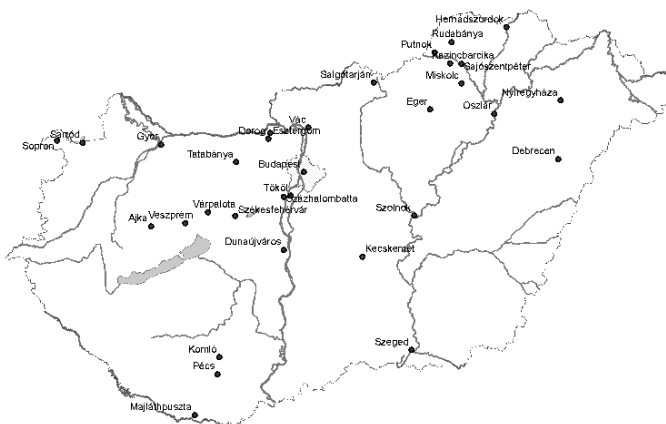 Hernádszurdok
Rudabánya
Putnok
Kazincbarcika
Sajószentpéter
Salgótarján
Miskolc
Nyíregyháza
Eger
Oszlár
Vác
Sarród
Sopron
Győr
Dorog
Esztergom
Tatabánya
Debrecen
Budapest
Tököl
Százhalombatta
Várpalota
Székesfehérvár
Ajka
Veszprém
Szolnok
Dunaújváros
Kecskemét
Szeged
Komló
Pécs
Majláthpuszta